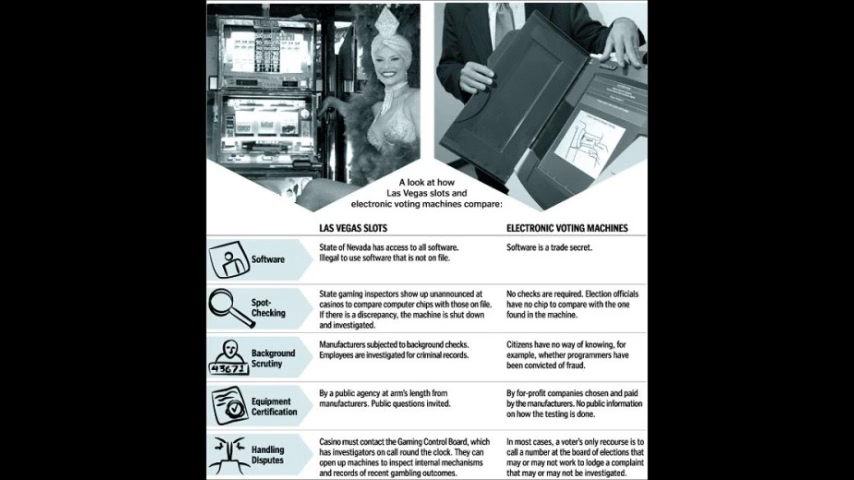 A look at how
Las Vegas slots and
electronic voting machines compare:
LAS VEGAS SLOTS
ELECTRONIC VOTING MACHINES
Software
State of Nevada has access to all software.
Illegal to use software that is not on file.
Software is a trade secret.
Spot-
Checking
State gaming inspectors show up unannounced at
casinos to compare computer chips with those on file.
If there is a discrepancy, the machine is shut down
and investigated.
No checks are required. Election officials
have no chip to compare with the one
found in the machine.
43671
Background
Scrutiny
Manufacturers subjected to background checks.
Employees are investigated for criminal records.
Citizens have no way of knowing, for
example, whether programmers have
been convicted of fraud.
Equipment
Certification
By a public agency at arm's length from
manufacturers. Public questions invited.
By for-profit companies chosen and paid
by the manufacturers. No public information
on how the testing is done.
Handling
Disputes
Casino must contact the Gaming Control Board, which
has investigators on call round the clock. They can
open up machines to inspect internal mechanisms
and records of recent gambling outcomes.
In most cases, a voter's only recourse is to
call a number at the board of elections that
may or may not work to lodge a complaint
that may or may not be investigated.